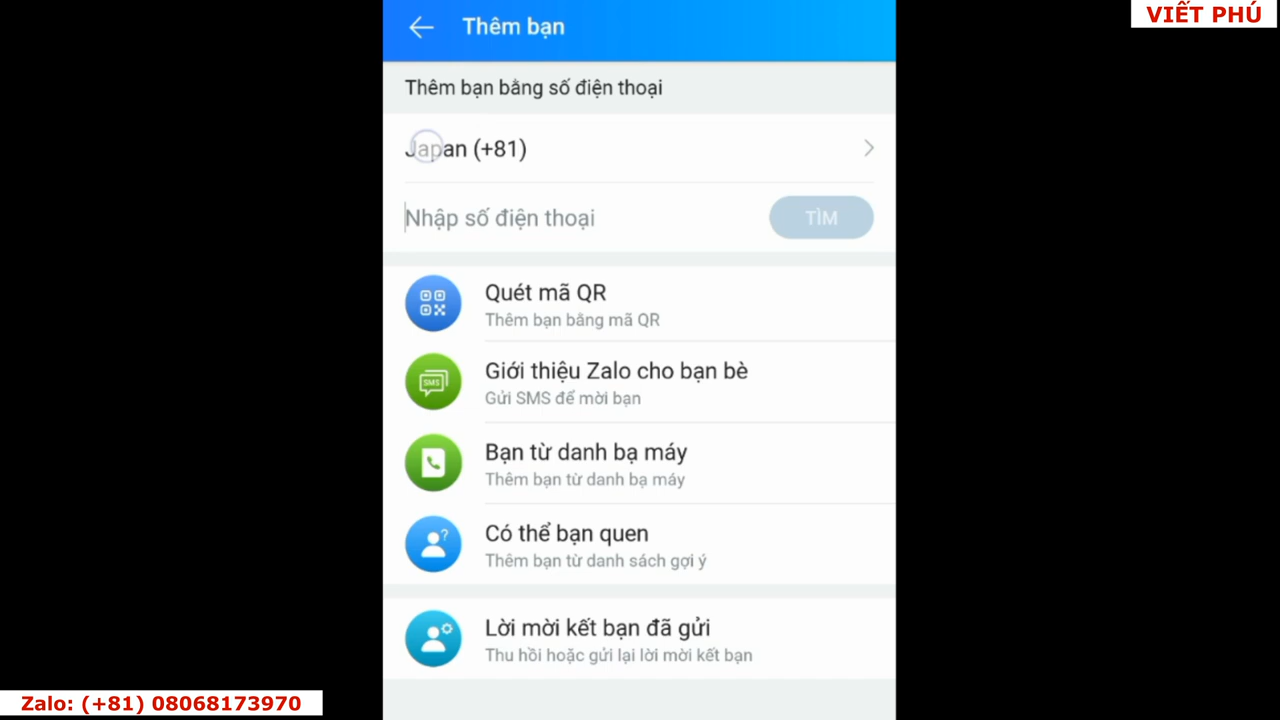 VIẾT PHÚ
Thêm bạn
Thêm bạn bằng số điện thoại
Japan (+81)
Nhập số điện thoại
TÌM
Quét mã QR
Thêm bạn bằng mã QR
SMS
Giới thiệu Zalo cho bạn bè
Gửi SMS để mời bạn
Bạn từ danh bạ máy
Thêm bạn từ danh bạ máy
Có thể bạn quen
Thêm bạn từ danh sách gợi ý
Lời mời kết bạn đã gửi
Thu hồi hoặc gửi lại lời mời kết bạn
Zalo: (+81) 08068173970